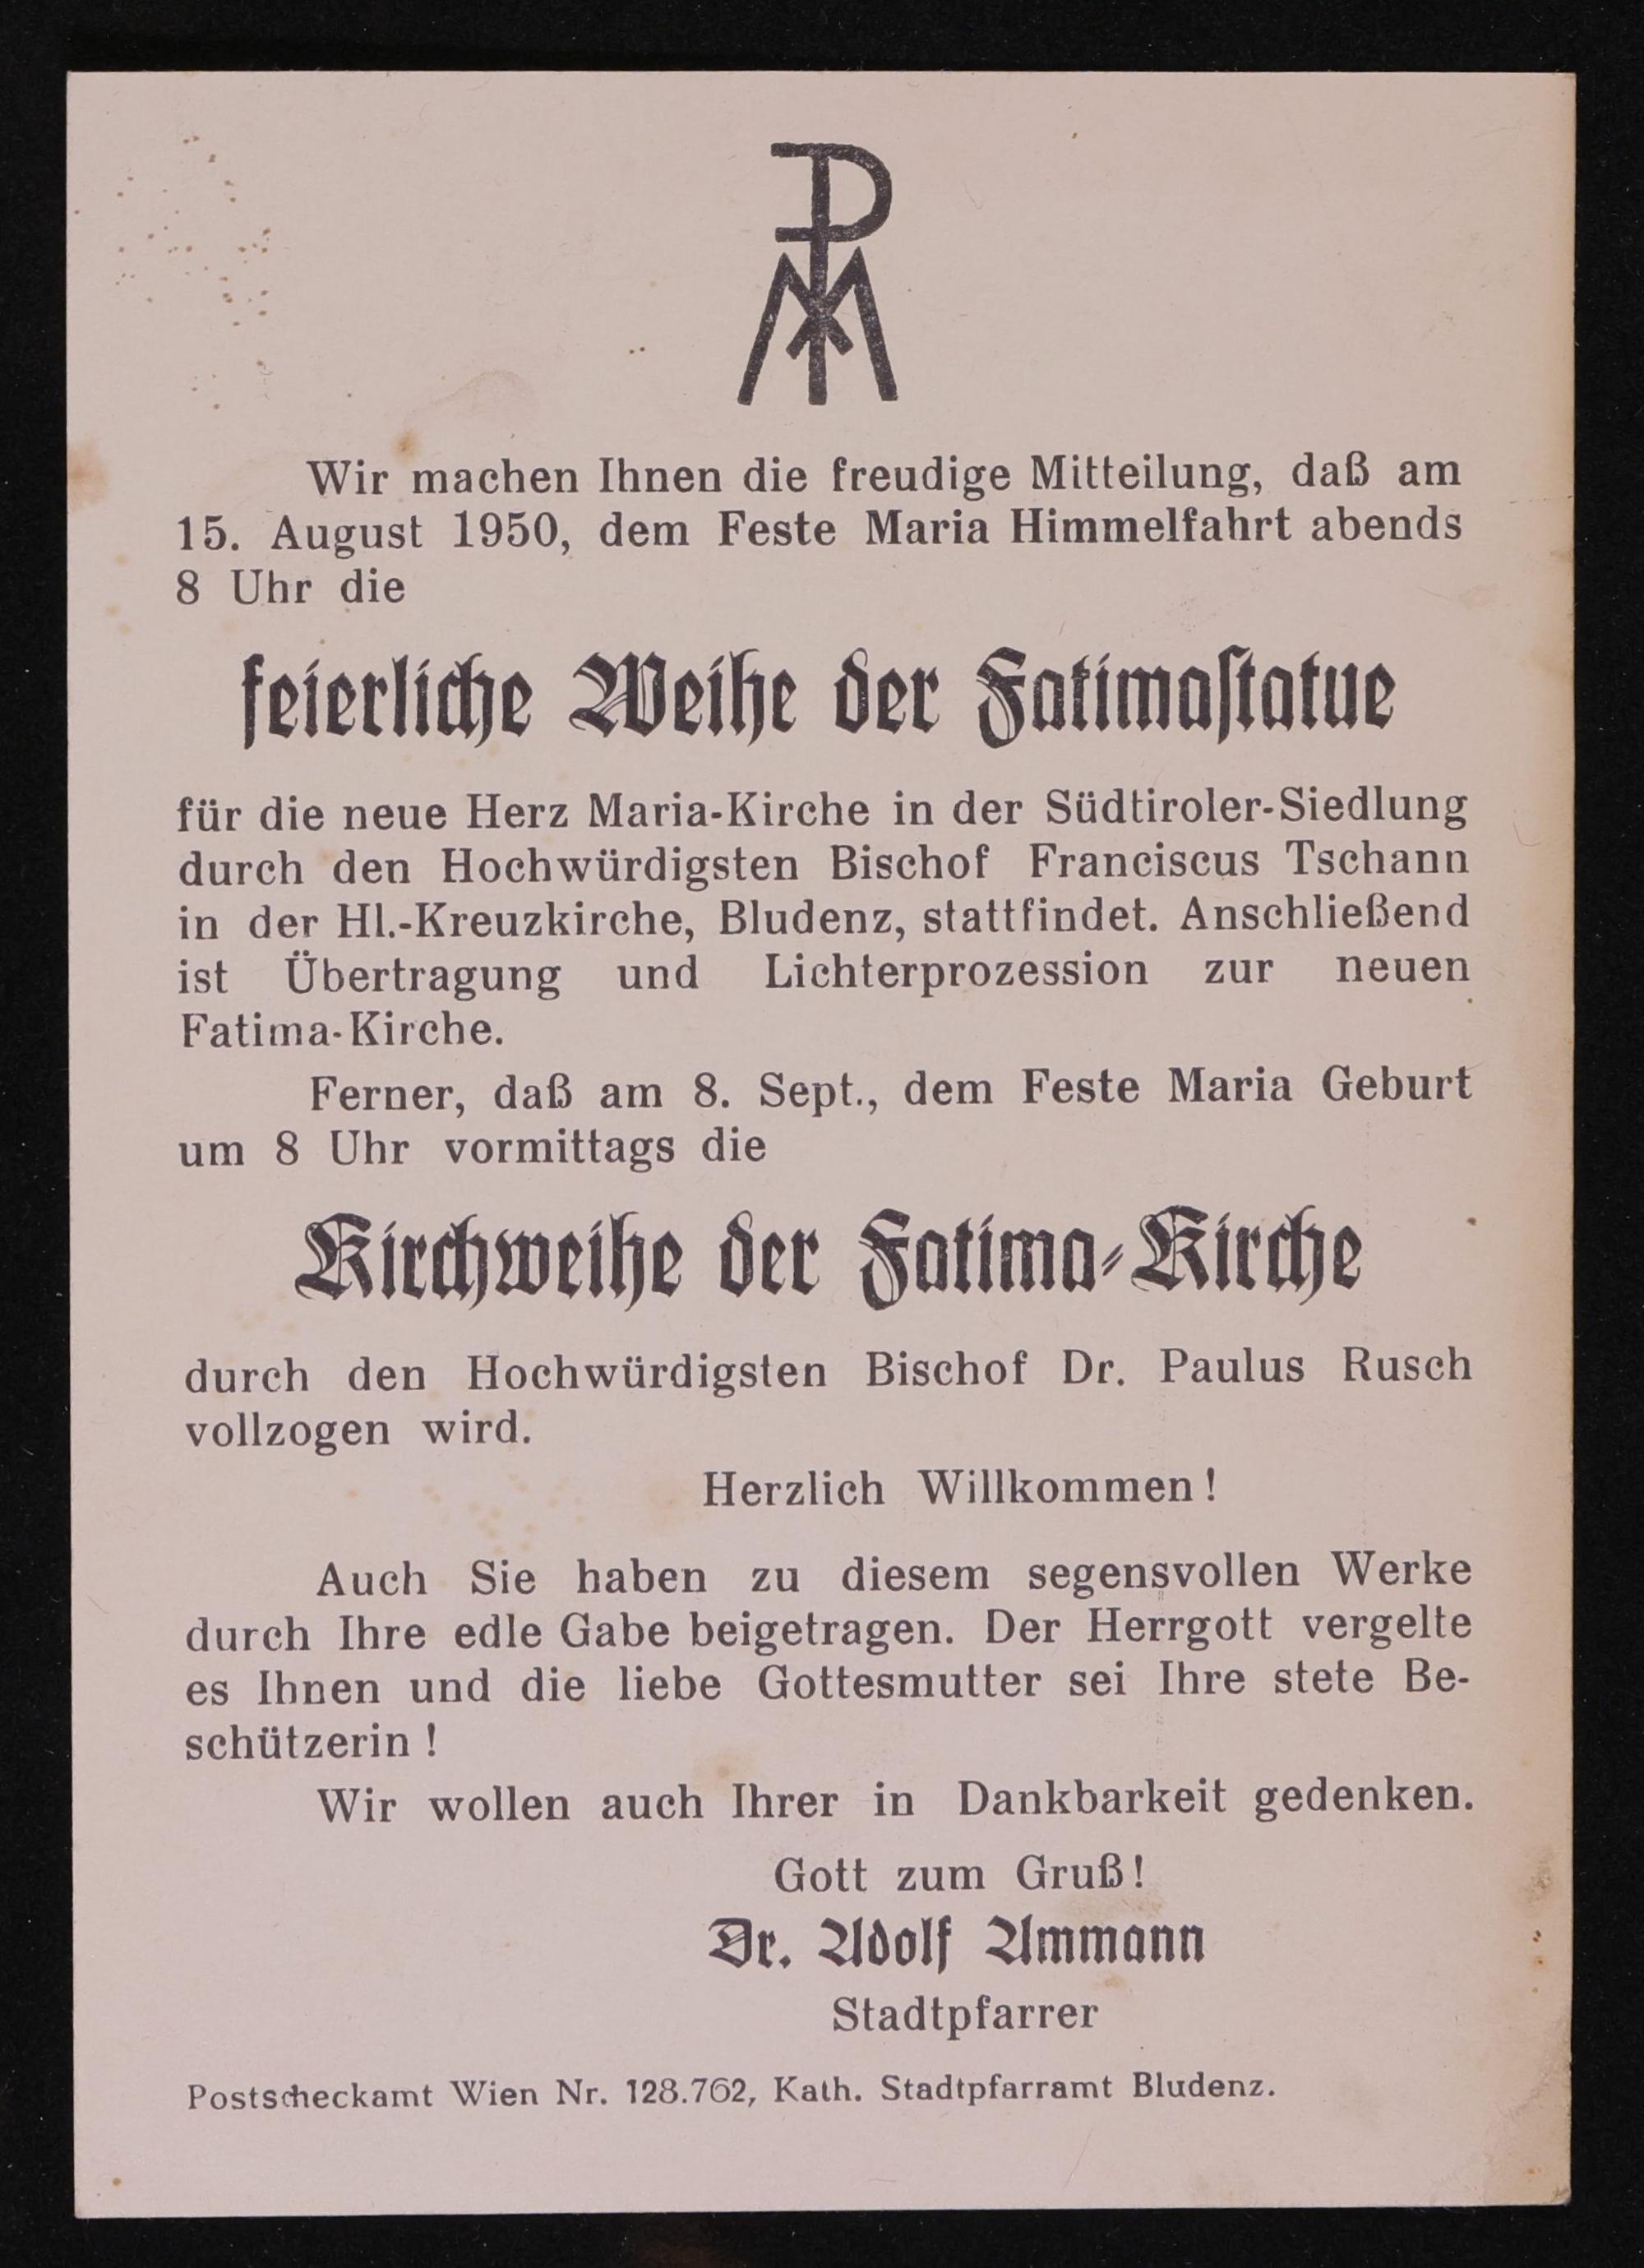 Wir machen Ihnen die freudige Mitteilung, daß am
15. August 1950, dem Feste Maria Himmelfahrt abends
8 Uhr die
feierliche Weihe der Fatimaſtatue
für die neue Herz Maria-Kirche in der Südtiroler-Siedlung
durch den Hochwürdigsten Bischof Franciscus Tschann
in der Hl.-Kreuzkirche, Bludenz, stattfindet. Anschließend
ist Übertragung und Lichterprozession zur neuen
Fatima-Kirche.
Ferner, daß am 8. Sept., dem Feste Maria Geburt
um 8 Uhr vormittags die
Kirchweihe der Fatima-Kirche
durch den Hochwürdigsten Bischof Dr. Paulus Rusch
vollzogen wird.
Herzlich Willkommen!
Auch Sie haben zu diesem segensvollen Werke
durch Ihre edle Gabe beigetragen. Der Herrgott vergelte
es Ihnen und die liebe Gottesmutter sei Ihre stete Be-
schützerin!
Wir wollen auch Ihrer in Dankbarkeit gedenken.
Gott zum Gruß!
Dr. Adolf Ammann
Stadtpfarrer
Postscheckamt Wien Nr. 128.762, Kath. Stadtpfarramt Bludenz.